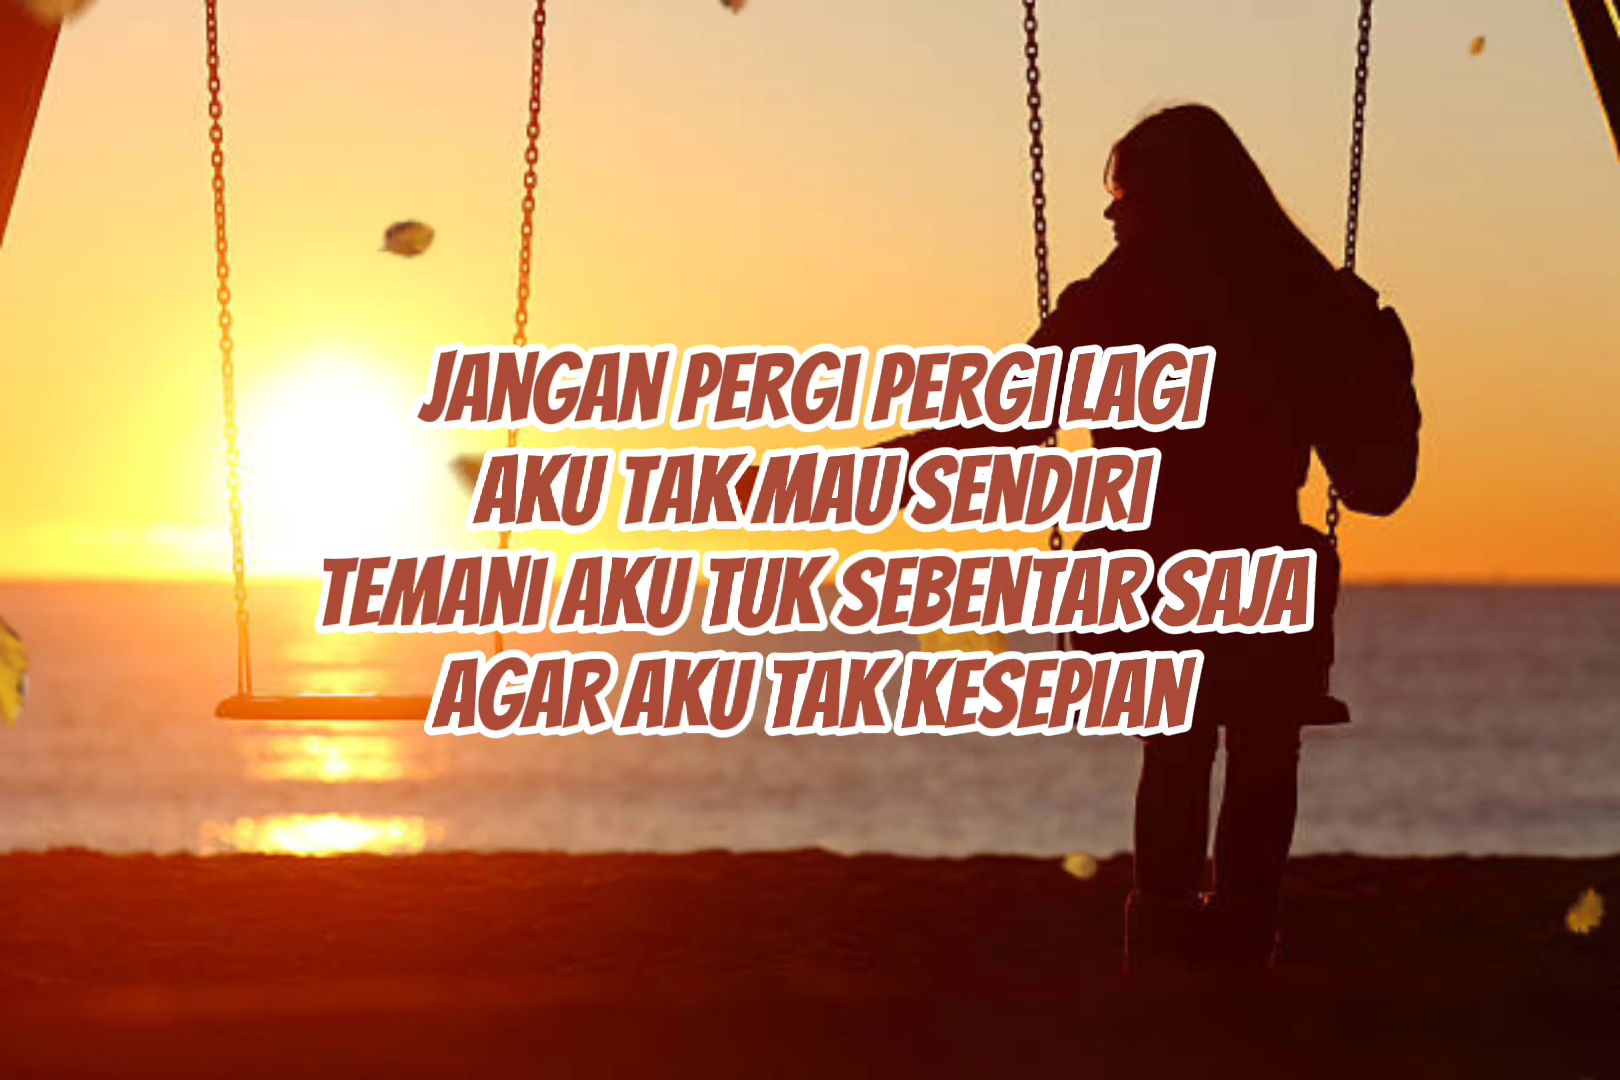 JANGAN PERGI PERGI LAGI
AKU TAK MAU SENDIRI
TEMANI AKU TUK SEBENTAR SAJA
AGAR AKU TAK KESEPIAN